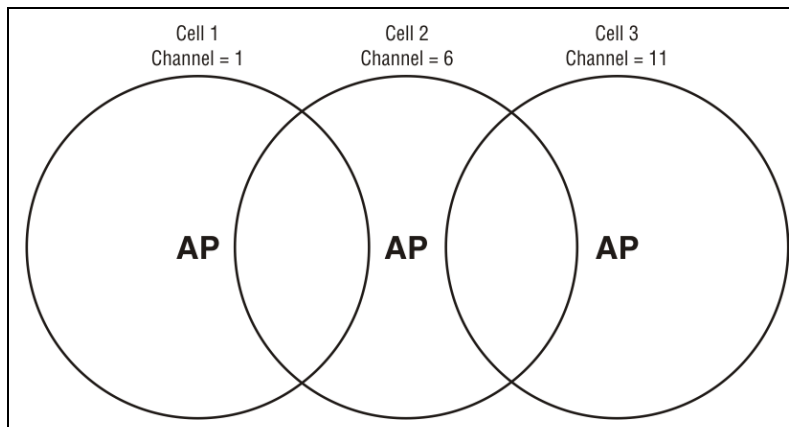 Cell 1
Channel = 1
Cell 2
Channel = 6
Cell 3
Channel = 11
AP
AP
AP